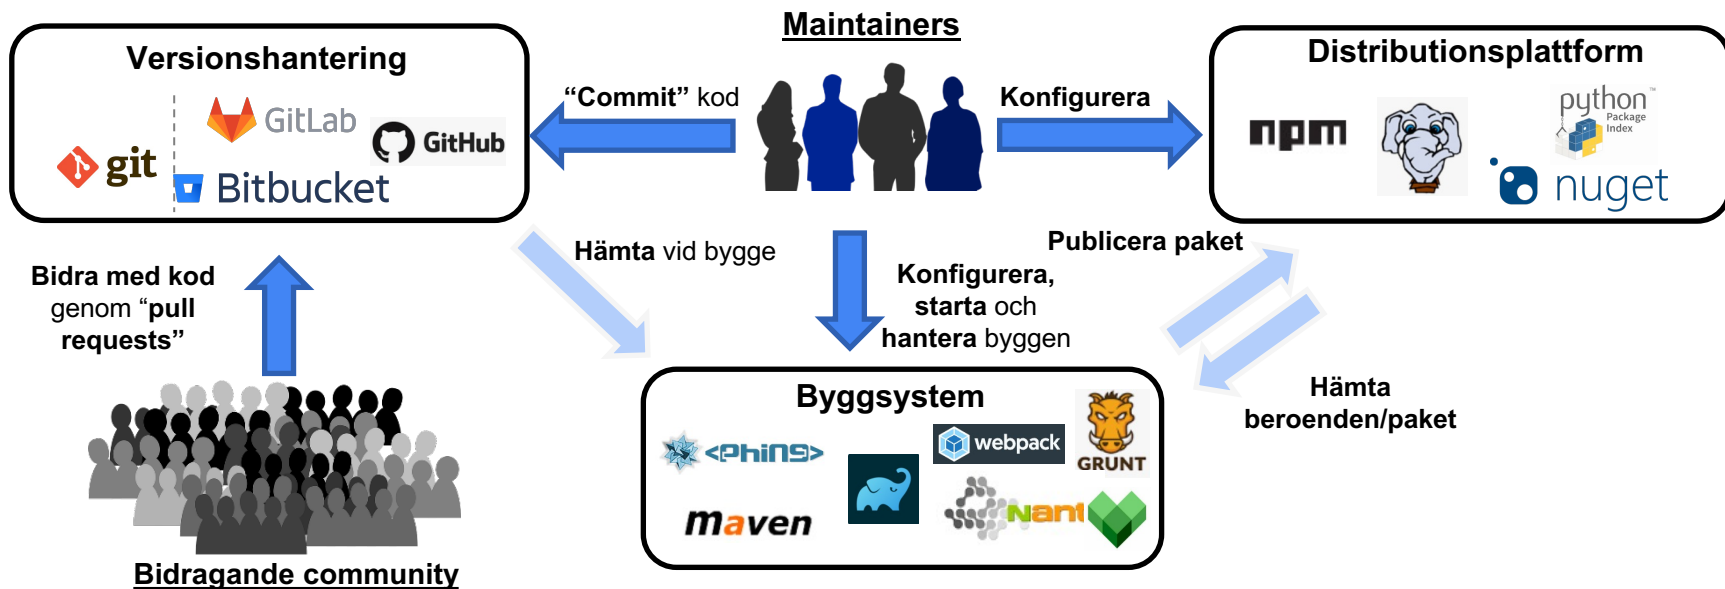 Maintainers
Versionshantering
GitLab
GitHub
git
Bitbucket
“Commit” kod
Konfigurera
Distributionsplattform
npm
python™
Package
Index
nuget
Bidra med kod
genom “pull
requests”
Hämta vid bygge
Konfigurera,
starta och
hantera byggen
Publicera paket
Hämta
beroenden/paket
Byggsystem
<Phing>
webpack
GRUNT
maven
Nant
Bidragande community